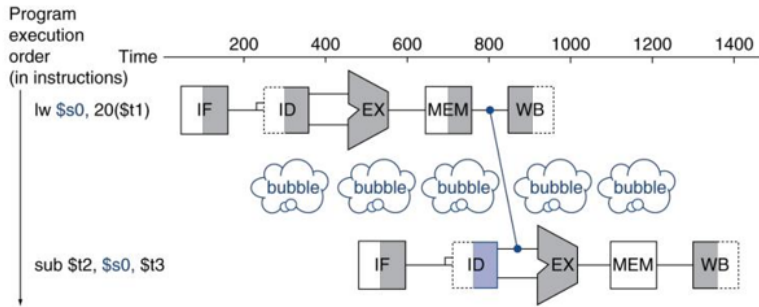 Program
execution
order
(in instructions)
Time
200 400 600 800 1000 1200 1400
lw $s0, 20($t1)
IF ID EX MEM WB
bubble bubble bubble bubble bubble
sub $t2, $s0, $t3
IF ID EX MEM WB